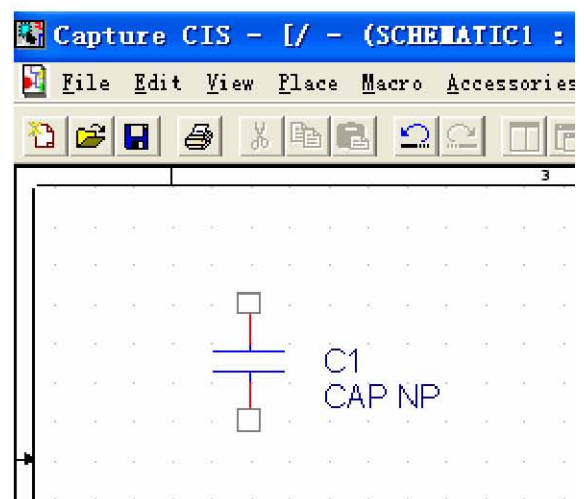 Capture CIS - [/ - (SCHEMATIC1 :
File Edit View Place Macro Accessories
3
C1
CAP NP